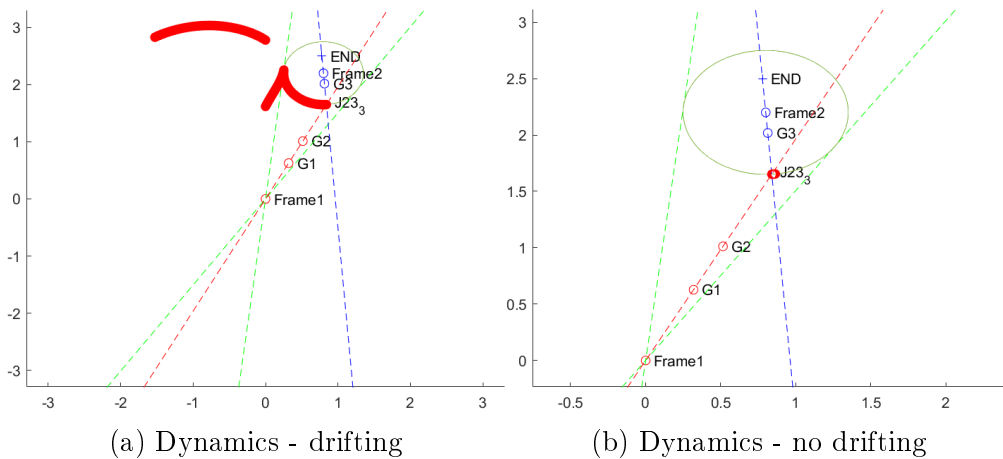 3
2
1
0
-1
-2
-3
-3 -2 -1 0 1 2 3
END
Frame2
G3
J23_3
G2
G1
Frame1
(a) Dynamics - drifting
3
2.5
2
1.5
1
0.5
0
-0.5 0 0.5 1 1.5 2
END
Frame2
G3
J23_3
G2
G1
Frame1
(b) Dynamics - no drifting